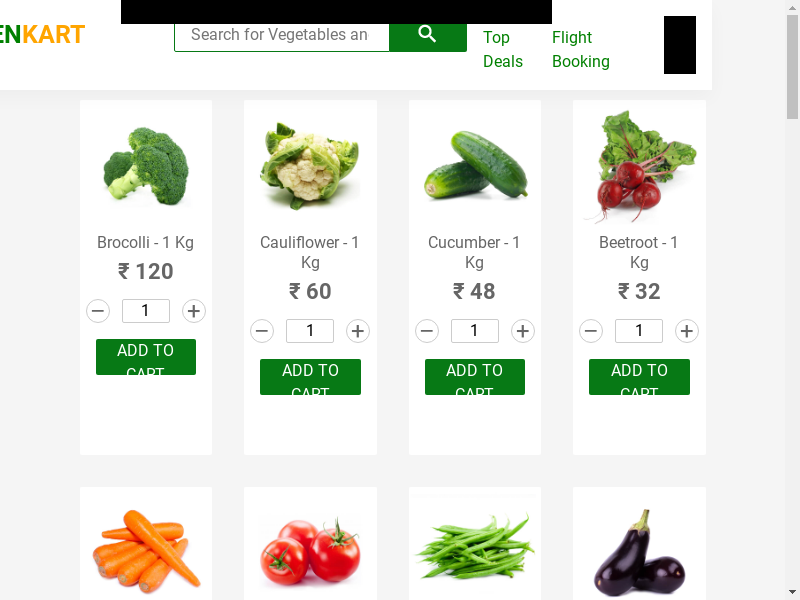 ENKART
Search for Vegetables an
Top
Deals
Flight
Booking
Brocolli - 1 Kg
₹ 120
− 1 +
ADD TO
CART
Cauliflower - 1
Kg
₹ 60
− 1 +
ADD TO
CART
Cucumber - 1
Kg
₹ 48
− 1 +
ADD TO
CART
Beetroot - 1
Kg
₹ 32
− 1 +
ADD TO
CART